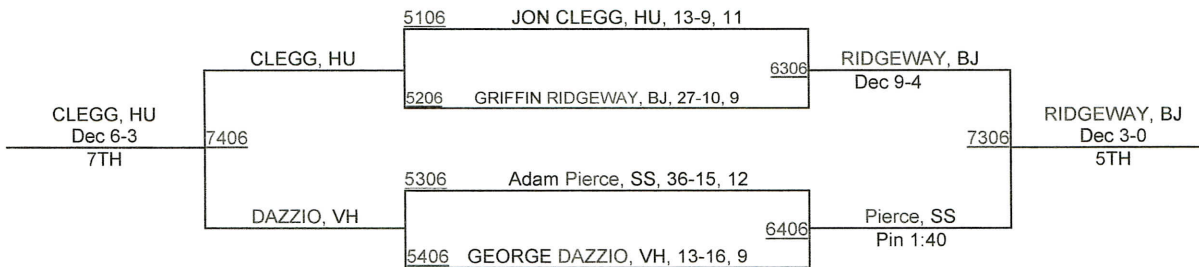 5106 JON CLEGG, HU, 13-9, 11
CLEGG, HU
6306 RIDGEWAY, BJ
Dec 9-4
5206 GRIFFIN RIDGEWAY, BJ, 27-10, 9
CLEGG, HU
Dec 6-3
7TH
7406
7306
RIDGEWAY, BJ
Dec 3-0
5TH
5306 Adam Pierce, SS, 36-15, 12
DAZZIO, VH
6406 Pierce, SS
Pin 1:40
5406 GEORGE DAZZIO, VH, 13-16, 9